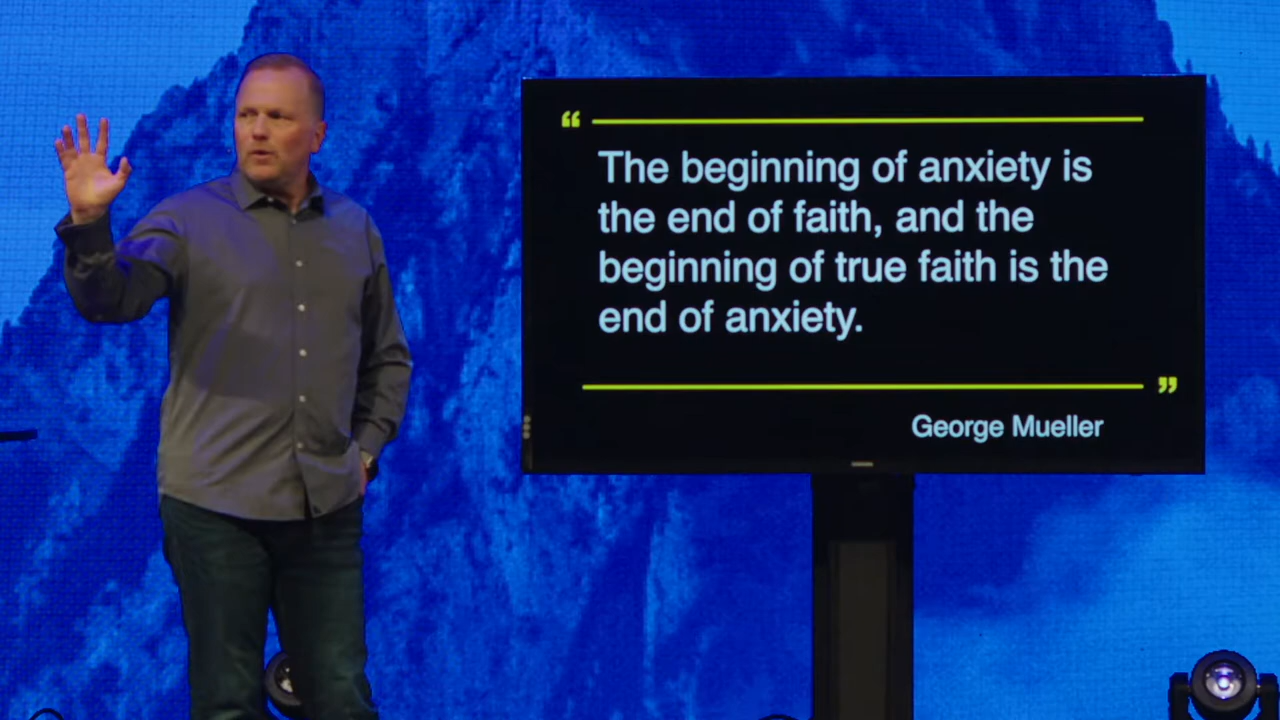 “
The beginning of anxiety is
the end of faith, and the
beginning of true faith is the
end of anxiety.
”
George Mueller